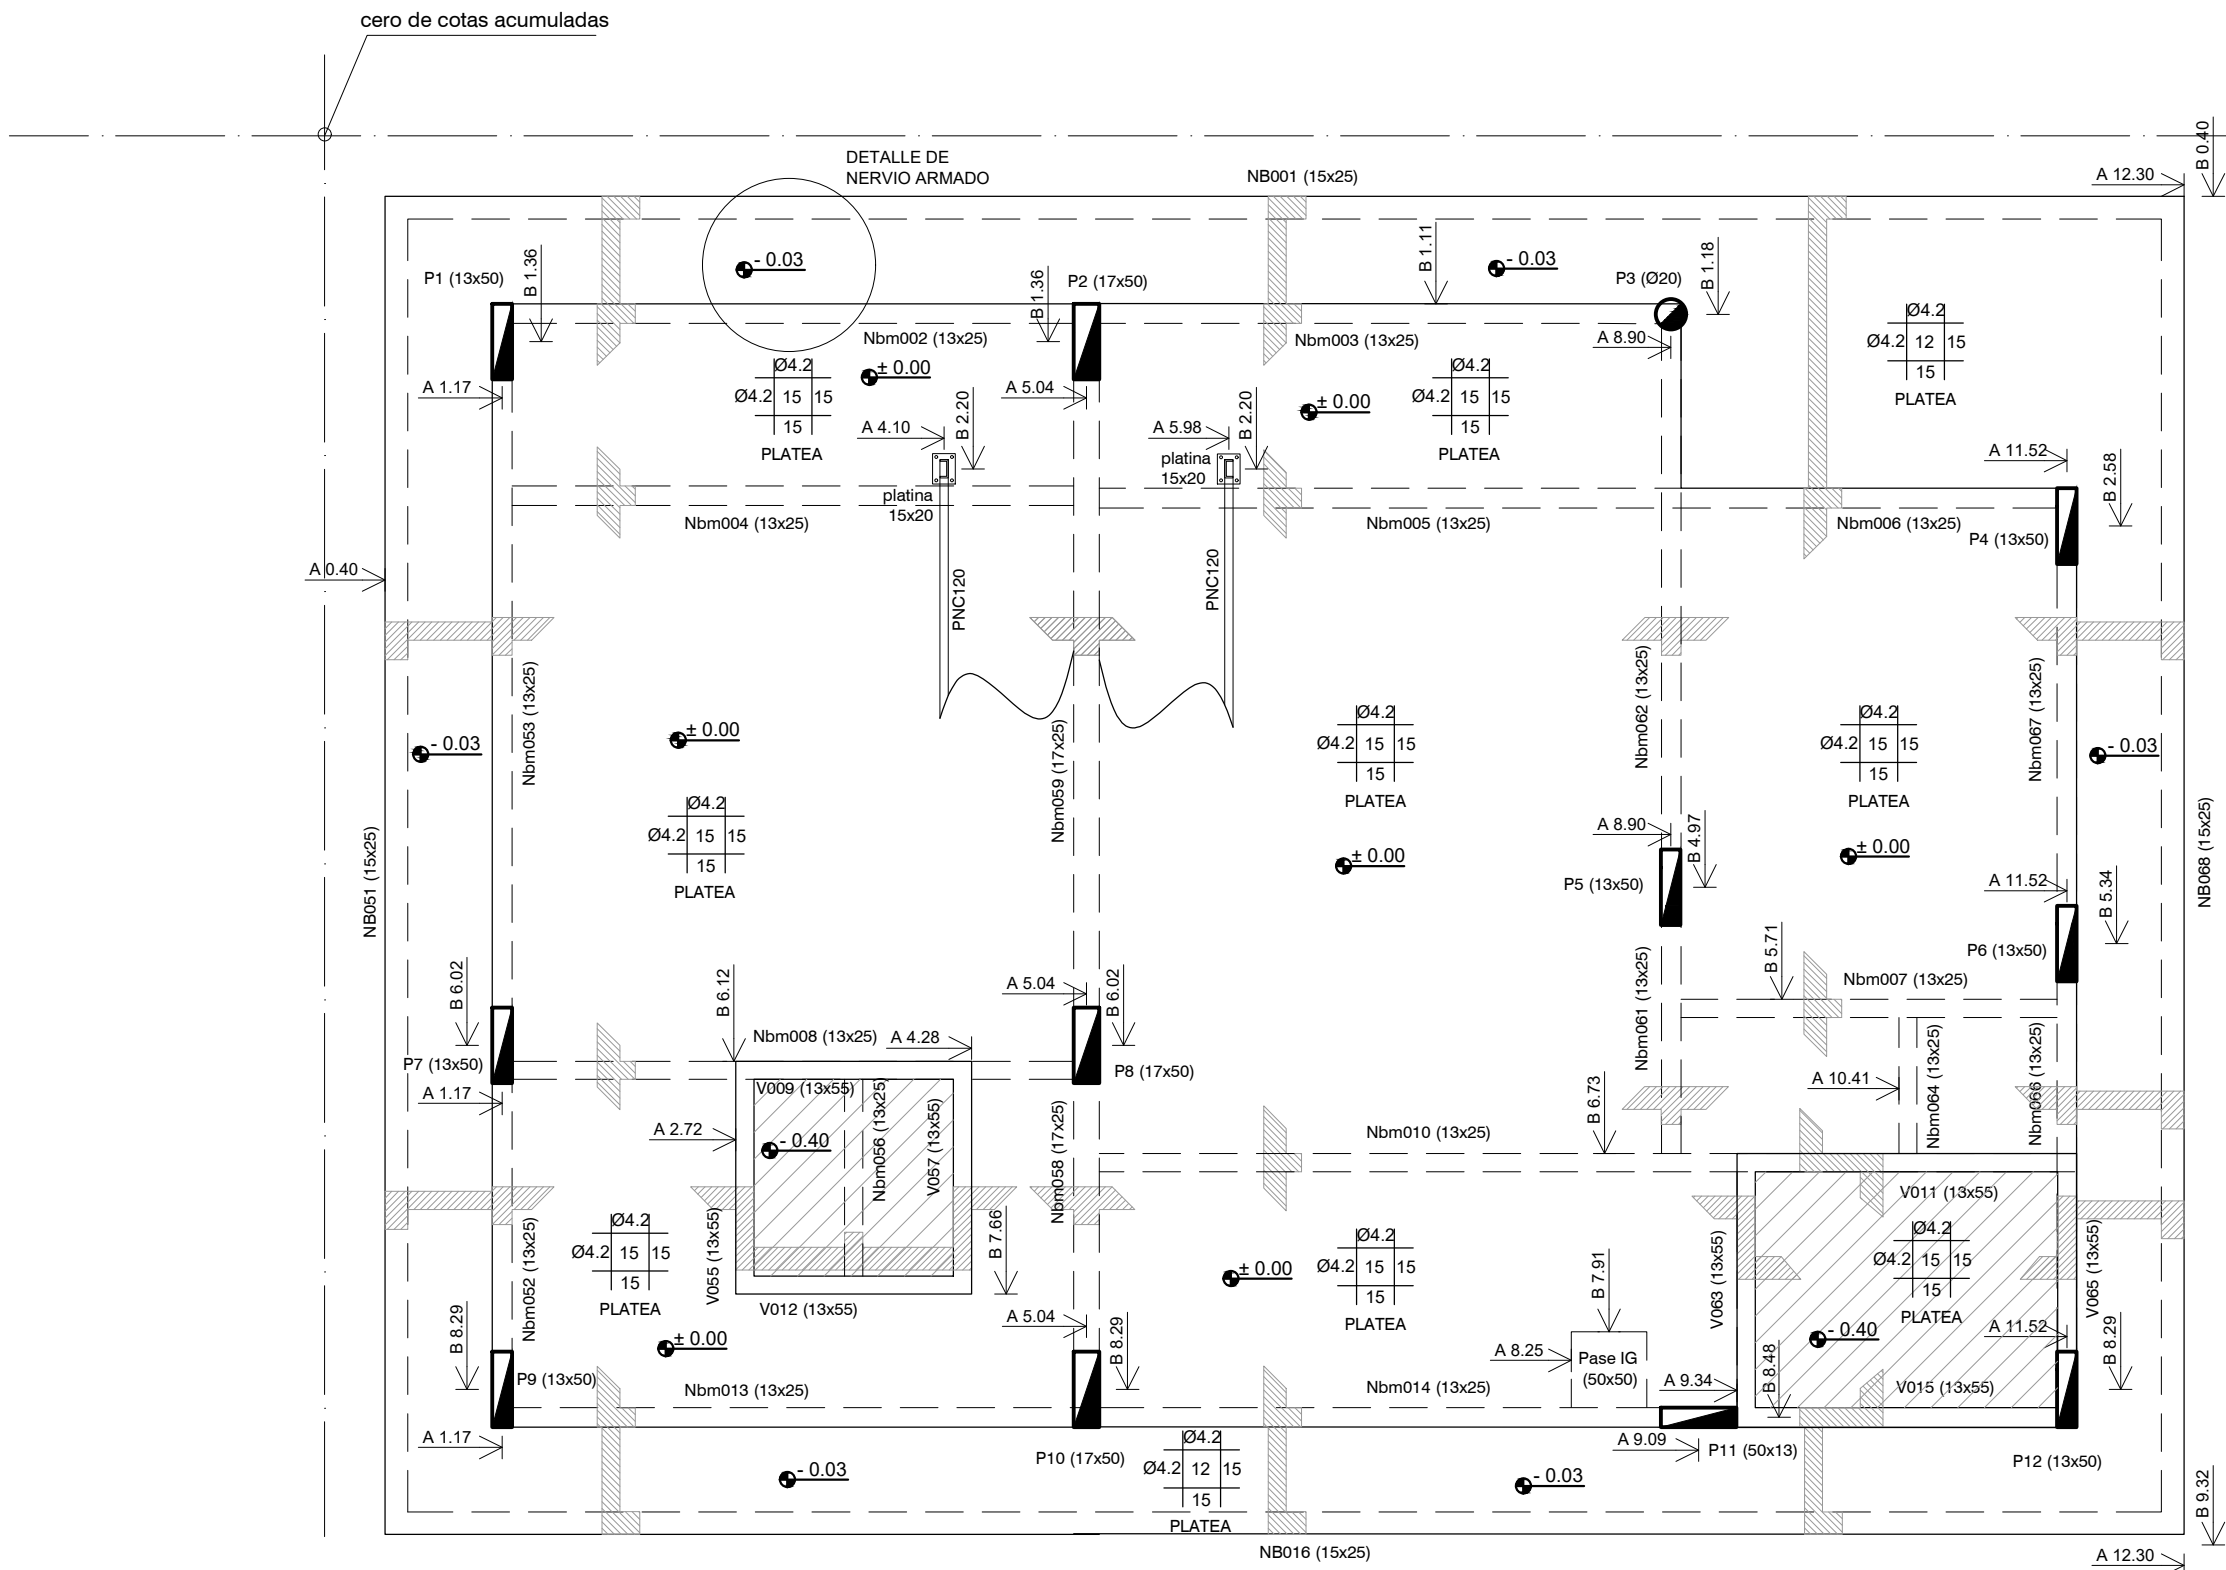 cero de cotas acumuladas
B 0.40
DETALLE DE
NERVIO ARMADO
NB001 (15x25)
A 12.30
B 1.36
- 0.03
B 1.36
B 1.11
- 0.03
B 1.18
P1 (13x50)
P2 (17x50)
P3 (Ø20)
Nbm002 (13x25)
Nbm003 (13x25)
A 8.90
Ø4.2
Ø4.2 12 15
15
PLATEA
± 0.00
A 1.17
Ø4.2
Ø4.2 15 15
15
PLATEA
A 5.04
± 0.00
Ø4.2
Ø4.2 15 15
15
PLATEA
A 4.10
B 2.20
A 5.98
B 2.20
platina
15x20
platina
15x20
A 11.52
B 2.58
Nbm004 (13x25)
Nbm005 (13x25)
Nbm006 (13x25)
P4 (13x50)
A 0.40
PNC120
PNC120
Nbm053 (13x25)
Nbm059 (17x25)
Nbm062 (13x25)
Nbm067 (13x25)
- 0.03
± 0.00
Ø4.2
Ø4.2 15 15
15
PLATEA
Ø4.2
Ø4.2 15 15
15
PLATEA
- 0.03
Ø4.2
Ø4.2 15 15
15
PLATEA
NB051 (15x25)
A 8.90
B 4.97
± 0.00
± 0.00
P5 (13x50)
A 11.52
B 5.34
NB068 (15x25)
B 6.02
B 6.12
A 5.04
B 6.02
B 5.71
P6 (13x50)
Nbm007 (13x25)
Nbm061 (13x25)
P7 (13x50)
Nbm008 (13x25)
A 4.28
P8 (17x50)
A 1.17
V009 (13x55)
Nbm056 (13x25)
V057 (13x55)
A 10.41
Nbm064 (13x25)
Nbm066 (13x25)
A 2.72
- 0.40
Nbm058 (17x25)
Nbm010 (13x25)
B 6.73
V011 (13x55)
Nbm052 (13x25)
Ø4.2
Ø4.2 15 15
15
PLATEA
V055 (13x55)
B 7.66
V012 (13x55)
± 0.00
Ø4.2
Ø4.2 15 15
15
PLATEA
B 7.91
V063 (13x55)
Ø4.2
Ø4.2 15 15
15
PLATEA
V065 (13x55)
B 8.29
± 0.00
A 5.04
B 8.29
A 8.25
Pase IG
(50x50)
- 0.40
A 11.52
B 8.29
P9 (13x50)
Nbm013 (13x25)
Nbm014 (13x25)
A 9.34
B 8.48
V015 (13x55)
A 1.17
P10 (17x50)
A 9.09
P11 (50x13)
P12 (13x50)
- 0.03
Ø4.2
Ø4.2 12 15
15
PLATEA
- 0.03
B 9.32
NB016 (15x25)
A 12.30